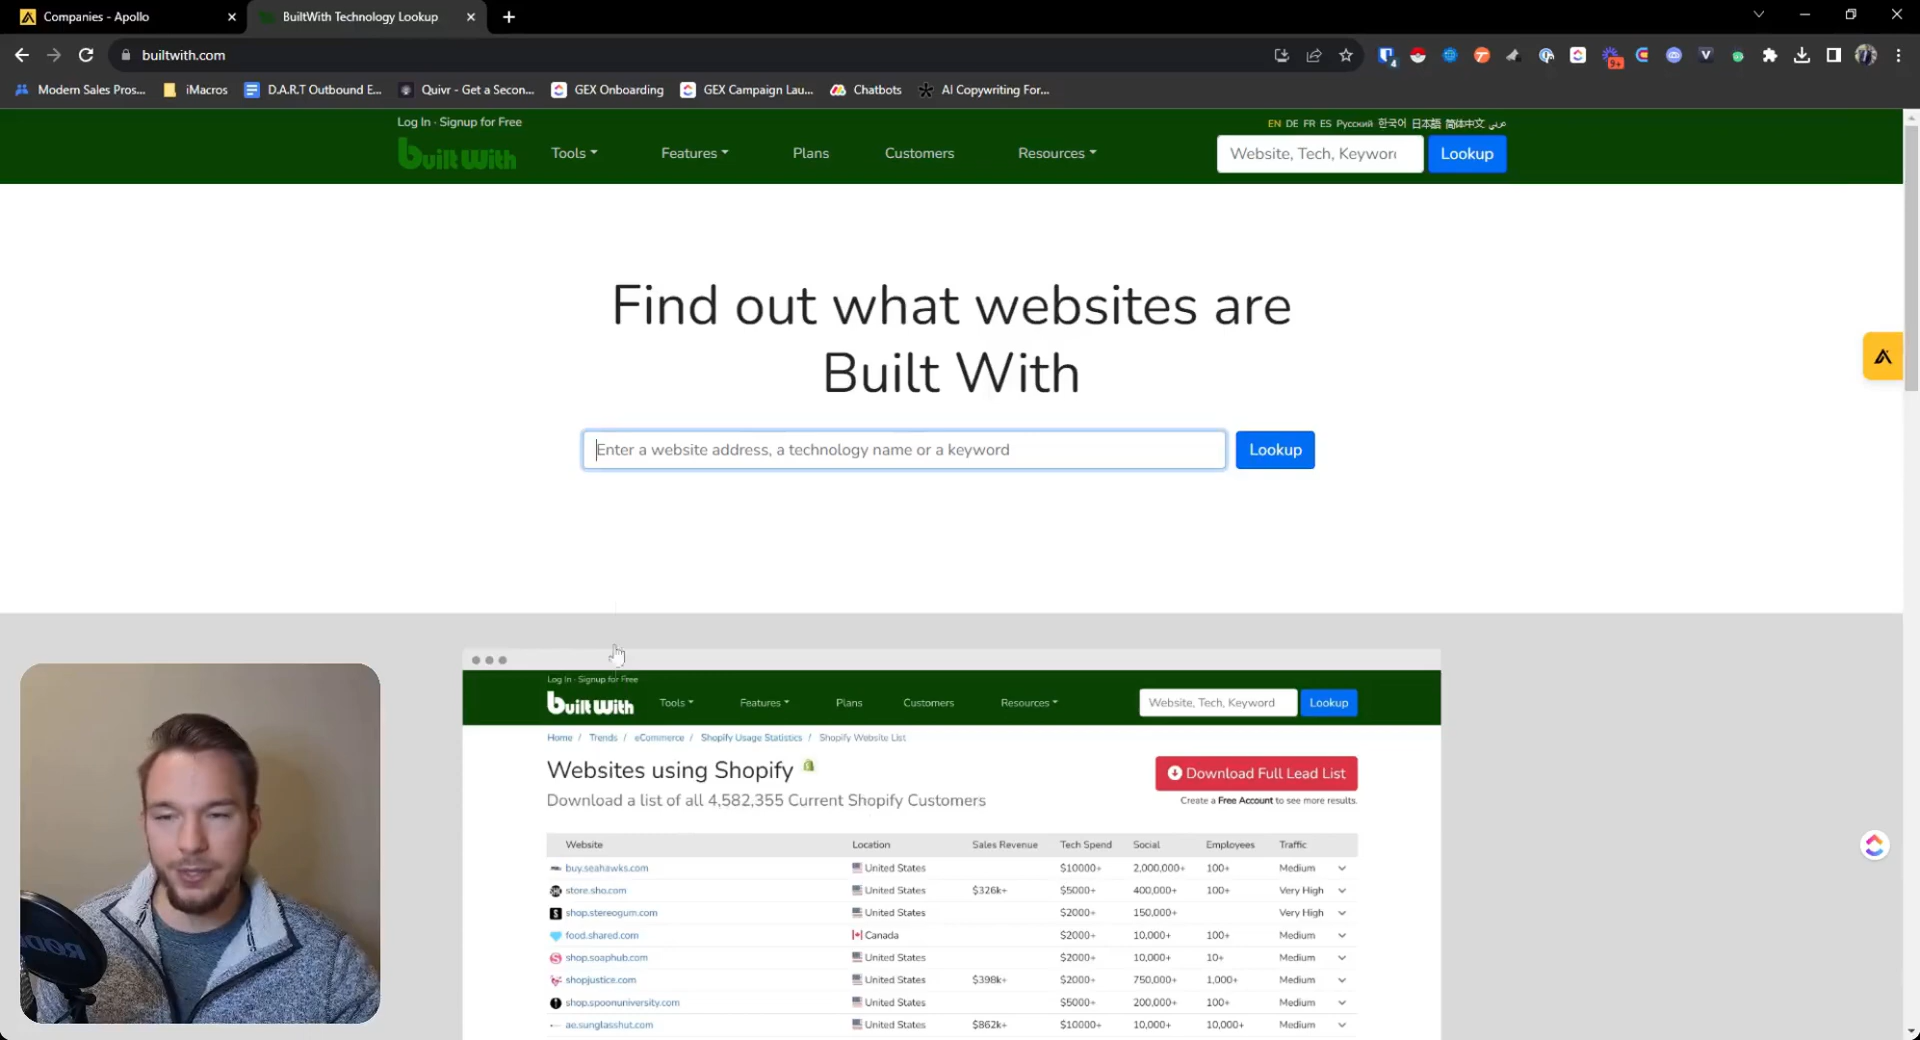 Companies - Apollo
BuiltWith Technology Lookup
builtwith.com
4
9+
Modern Sales Pros...
iMacros
D.A.R.T Outbound E...
Quivr - Get a Secon...
GEX Onboarding
GEX Campaign Lau...
Chatbots
AI Copywriting For...
Log In · Signup for Free
EN DE FR ES Русский 한국어 日本語 简体中文 عربي
built with
Tools
Features
Plans
Customers
Resources
Website, Tech, Keyword
Lookup
Find out what websites are
Built With
Enter a website address, a technology name or a keyword
Lookup
Log In · Signup for Free
built with
Tools
Features
Plans
Customers
Resources
Website, Tech, Keyword
Lookup
Home / Trends / eCommerce / Shopify Usage Statistics / Shopify Website List
Websites using Shopify
Download Full Lead List
Download a list of all 4,582,355 Current Shopify Customers
Create a Free Account to see more results.
Website Location Sales Revenue Tech Spend Social Employees Traffic
buy.seahawks.com United States $10000+ 2,000,000+ 100+ Medium
store.sho.com United States $326k+ $5000+ 400,000+ 100+ Very High
shop.stereogum.com United States $2000+ 150,000+ Very High
food.shared.com Canada $2000+ 10,000+ 100+ Medium
shop.soaphub.com United States $2000+ 10,000+ 10+ Medium
shopjustice.com United States $398k+ $2000+ 750,000+ 1,000+ Medium
shop.spoonuniversity.com United States $5000+ 200,000+ 100+ Medium
ae.sunglasshut.com United States $862k+ $10000+ 10,000+ 10,000+ Medium
RØDE